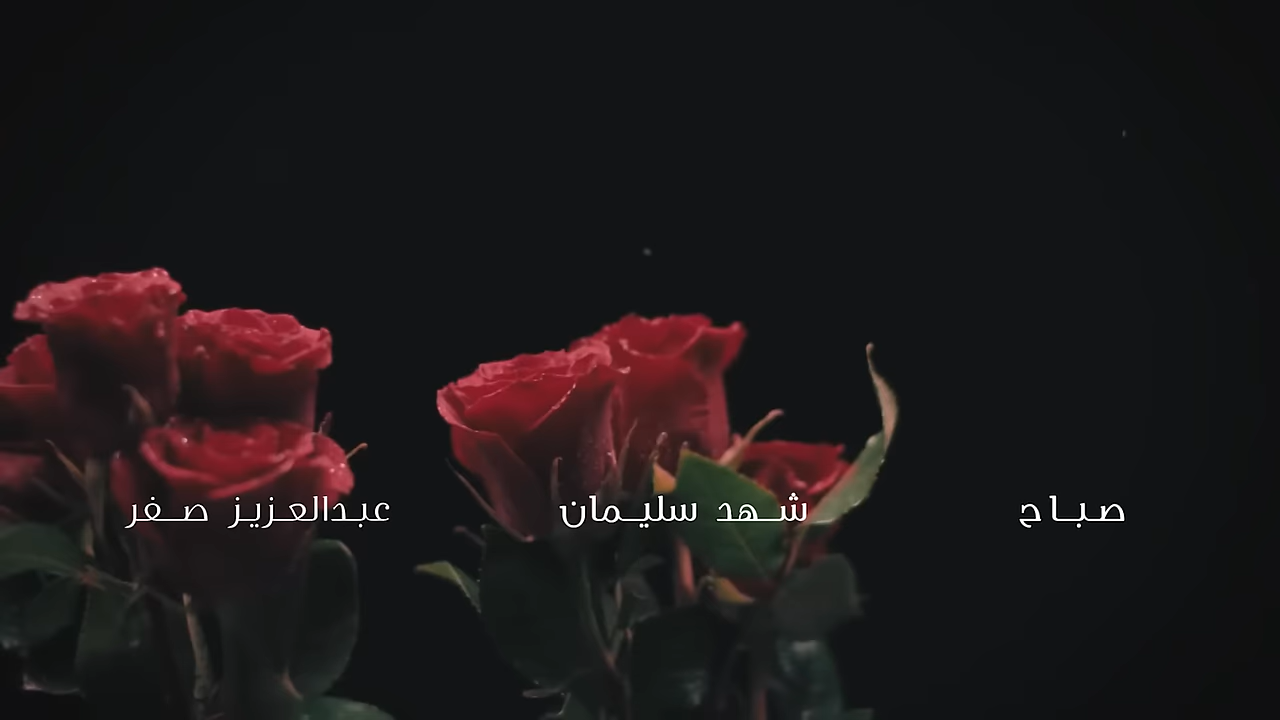 صباح
شهد سليمان
عبدالعزيز صفر